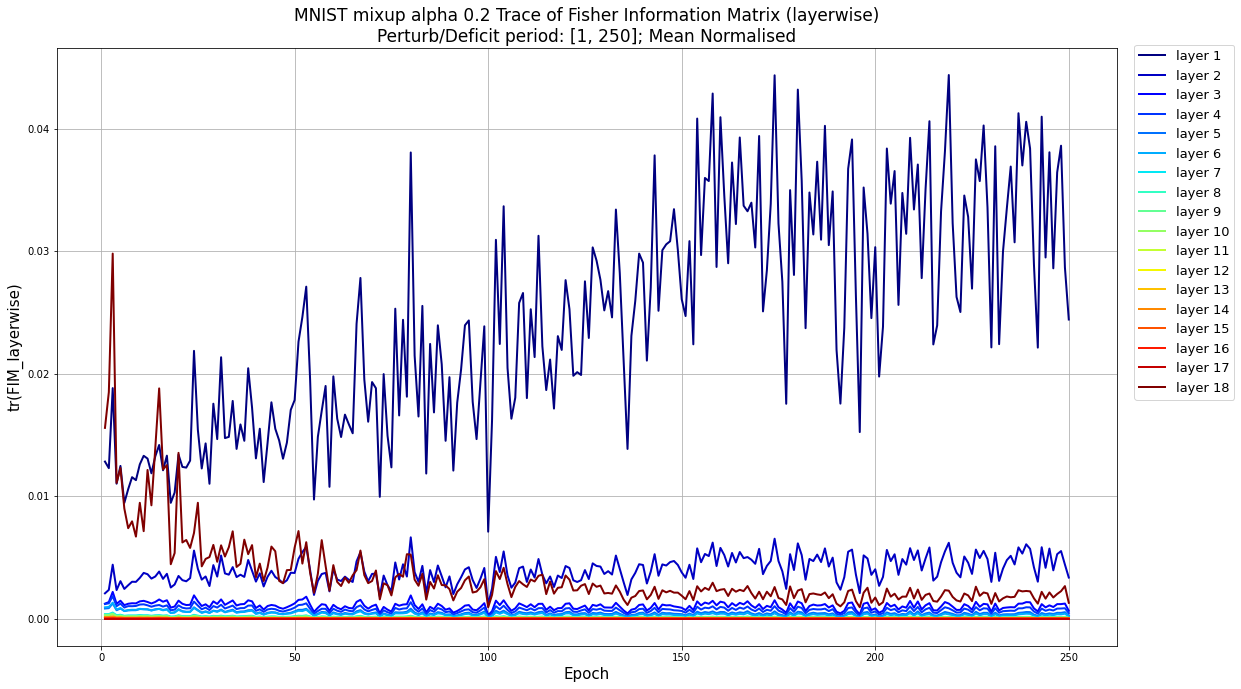 MNIST mixup alpha 0.2 Trace of Fisher Information Matrix (layerwise)
Perturb/Deficit period: [1, 250]; Mean Normalised
tr(FIM_layerwise)
0.04
0.03
0.02
0.01
0.00
0
50
100
150
200
250
Epoch
layer 1
layer 2
layer 3
layer 4
layer 5
layer 6
layer 7
layer 8
layer 9
layer 10
layer 11
layer 12
layer 13
layer 14
layer 15
layer 16
layer 17
layer 18